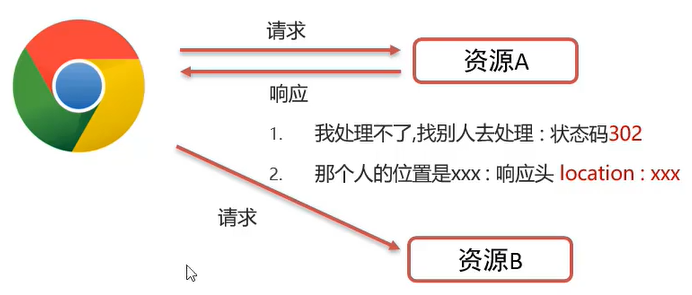 请求
资源A
响应
1. 我处理不了,找别人去处理 : 状态码302
2. 那个人的位置是xxx : 响应头 location : xxx
请求
资源B